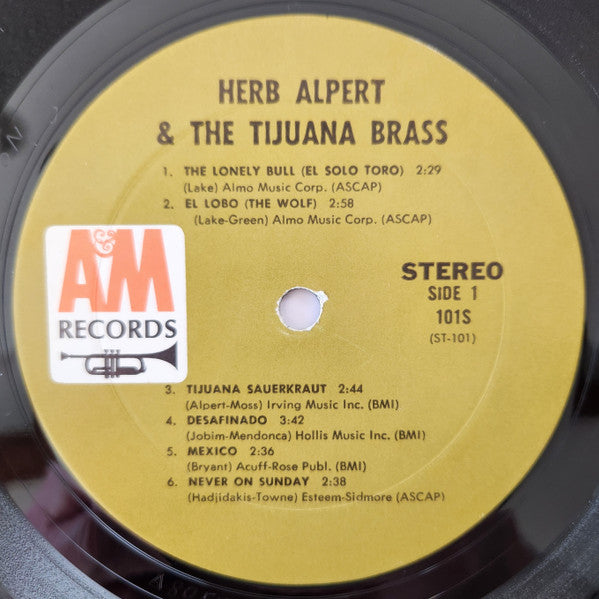 HERB ALPERT
& THE TIJUANA BRASS
1. THE LONELY BULL (EL SOLO TORO) 2:29
(Lake) Almo Music Corp. (ASCAP)
2. EL LOBO (THE WOLF) 2:58
(Lake-Green) Almo Music Corp. (ASCAP)
A&M
RECORDS
STEREO
SIDE 1
101S
(ST-101)
3. TIJUANA SAUERKRAUT 2:44
(Alpert-Moss) Irving Music Inc. (BMI)
4. DESAFINADO 3:42
(Jobim-Mendonca) Hollis Music Inc. (BMI)
5. MEXICO 2:36
(Bryant) Acuff-Rose Publ. (BMI)
6. NEVER ON SUNDAY 2:38
(Hadjidakis-Towne) Esteem-Sidmore (ASCAP)